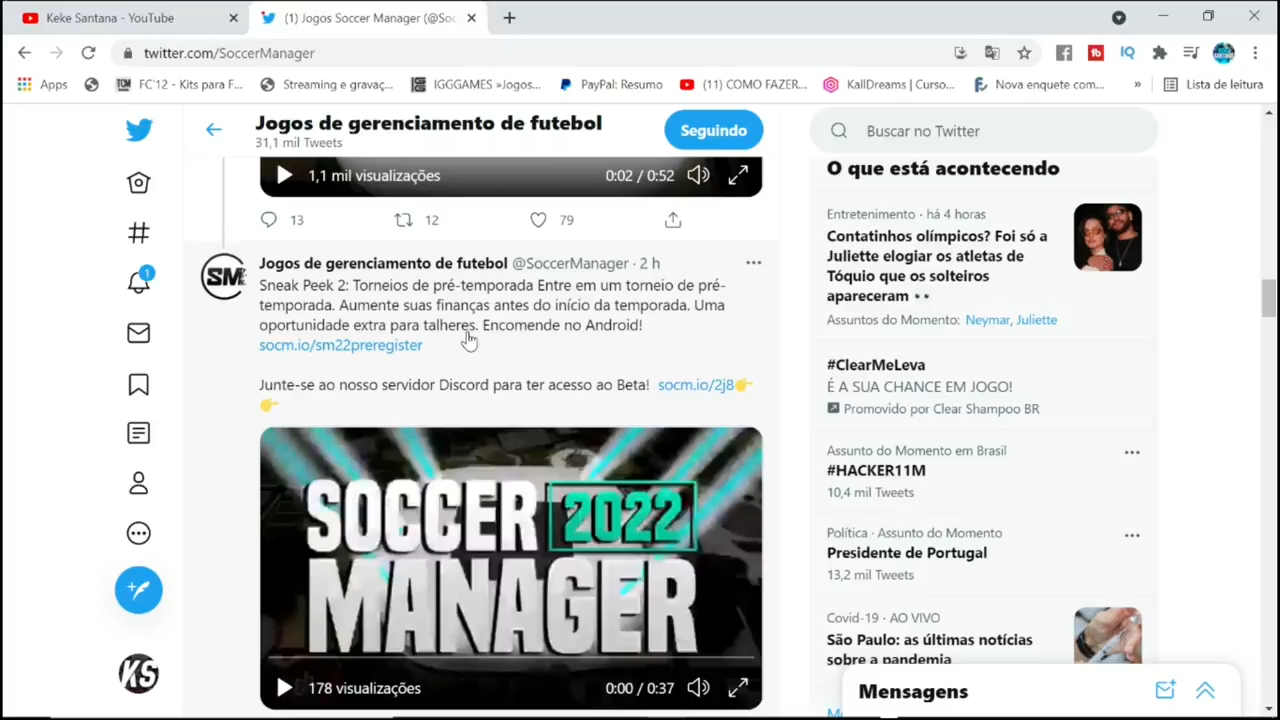 Keke Santana - YouTube
(1) Jogos Soccer Manager (@Soc
twitter.com/SoccerManager
Apps
FC'12 - Kits para F...
Streaming e gravaç...
IGGGAMES »Jogos...
PayPal: Resumo
(11) COMO FAZER...
KallDreams | Curso...
Nova enquete com...
»
Lista de leitura
Jogos de gerenciamento de futebol
31,1 mil Tweets
Seguindo
1,1 mil visualizações
0:02 / 0:52
13
12
79
SM
Jogos de gerenciamento de futebol @SoccerManager · 2 h
Sneak Peek 2: Torneios de pré-temporada Entre em um torneio de pré-
temporada. Aumente suas finanças antes do início da temporada. Uma
oportunidade extra para talheres. Encomende no Android!
socm.io/sm22preregister
Junte-se ao nosso servidor Discord para ter acesso ao Beta! socm.io/2j8👉
👉
SOCCER 2022
MANAGER
178 visualizações
0:00 / 0:37
1
KS
Buscar no Twitter
O que está acontecendo
Entretenimento · há 4 horas
Contatinhos olímpicos? Foi só a
Juliette elogiar os atletas de
Tóquio que os solteiros
apareceram 👀
Assuntos do Momento: Neymar, Juliette
#ClearMeLeva
É A SUA CHANCE EM JOGO!
Promovido por Clear Shampoo BR
Assunto do Momento em Brasil
#HACKER11M
10,4 mil Tweets
Política · Assunto do Momento
Presidente de Portugal
13,2 mil Tweets
Covid-19 · AO VIVO
São Paulo: as últimas notícias
sobre a pandemia
Mensagens